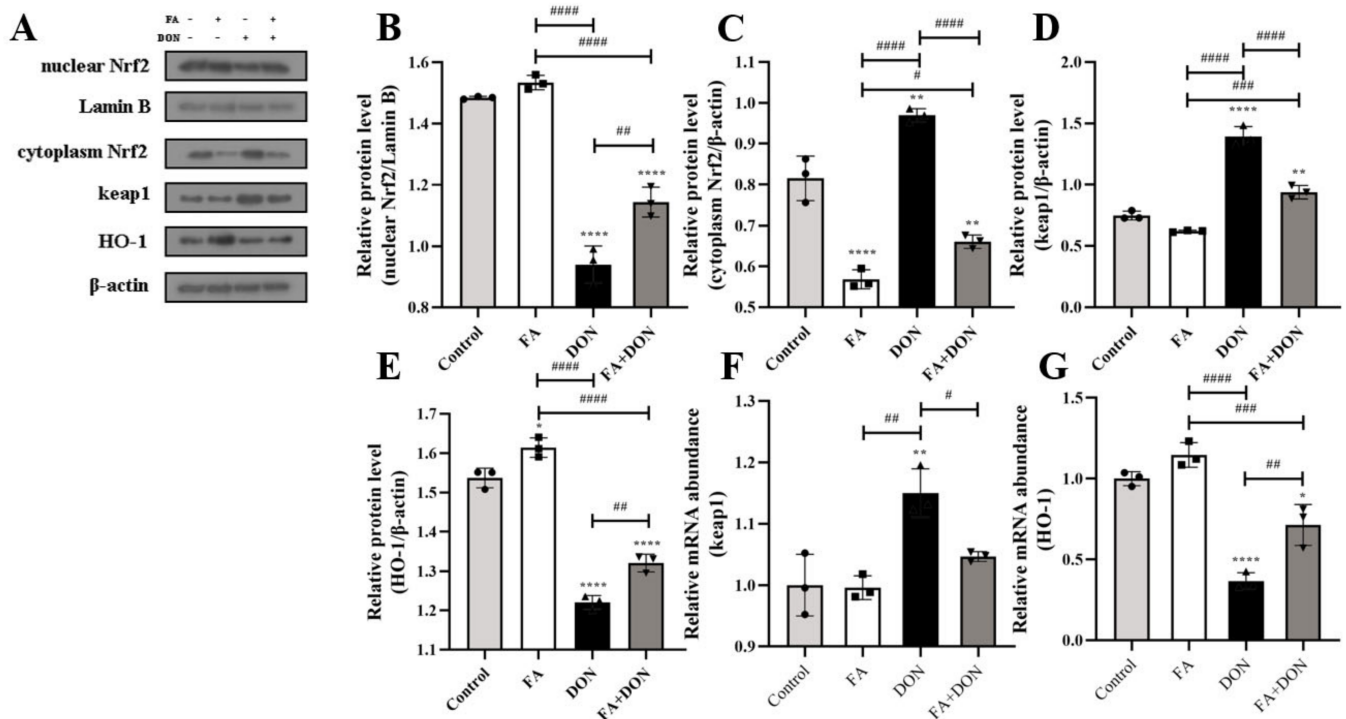 A
FA - + - +
DON - - + +
nuclear Nrf2
Lamin B
cytoplasm Nrf2
keap1
HO-1
β-actin
B
####
####
##
****
****
Relative protein level
(nuclear Nrf2/Lamin B)
1.6
1.4
1.2
1.0
0.8
Control
FA
DON
FA+DON
C
####
####
#
**
****
**
Relative protein level
(cytoplasm Nrf2/β-actin)
1.1
1.0
0.9
0.8
0.7
0.6
0.5
Control
FA
DON
FA+DON
D
####
####
###
****
**
Relative protein level
(keap1/β-actin)
2.0
1.5
1.0
0.5
0.0
Control
FA
DON
FA+DON
E
####
####
*
##
****
****
Relative protein level
(HO-1/β-actin)
1.7
1.6
1.5
1.4
1.3
1.2
1.1
Control
FA
DON
FA+DON
F
#
##
**
Relative mRNA abundance
(keap1)
1.3
1.2
1.1
1.0
0.9
Control
FA
DON
FA+DON
G
####
###
##
*
****
Relative mRNA abundance
(HO-1)
1.5
1.0
0.5
0.0
Control
FA
DON
FA+DON